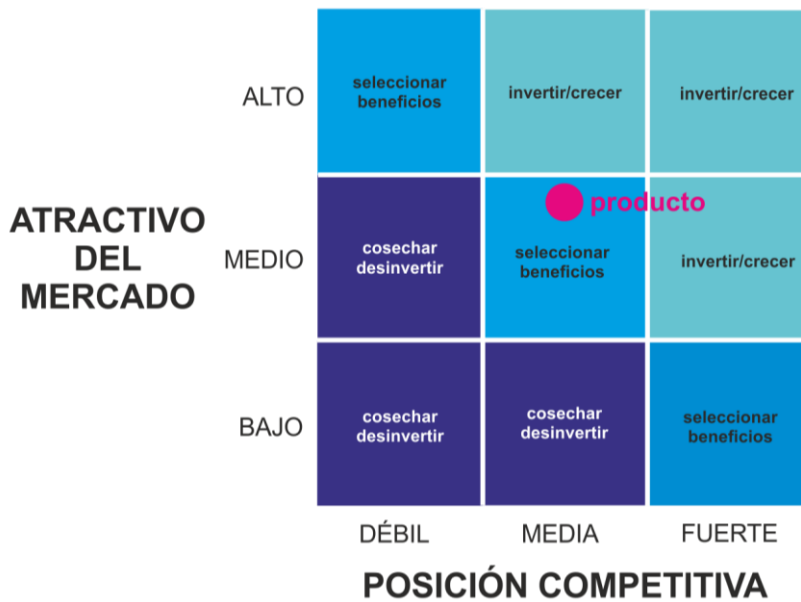 ALTO
seleccionar
beneficios
invertir/crecer
invertir/crecer
producto
ATRACTIVO
DEL
MERCADO
MEDIO
cosechar
desinvertir
seleccionar
beneficios
invertir/crecer
BAJO
cosechar
desinvertir
cosechar
desinvertir
seleccionar
beneficios
DÉBIL
MEDIA
FUERTE
POSICIÓN COMPETITIVA